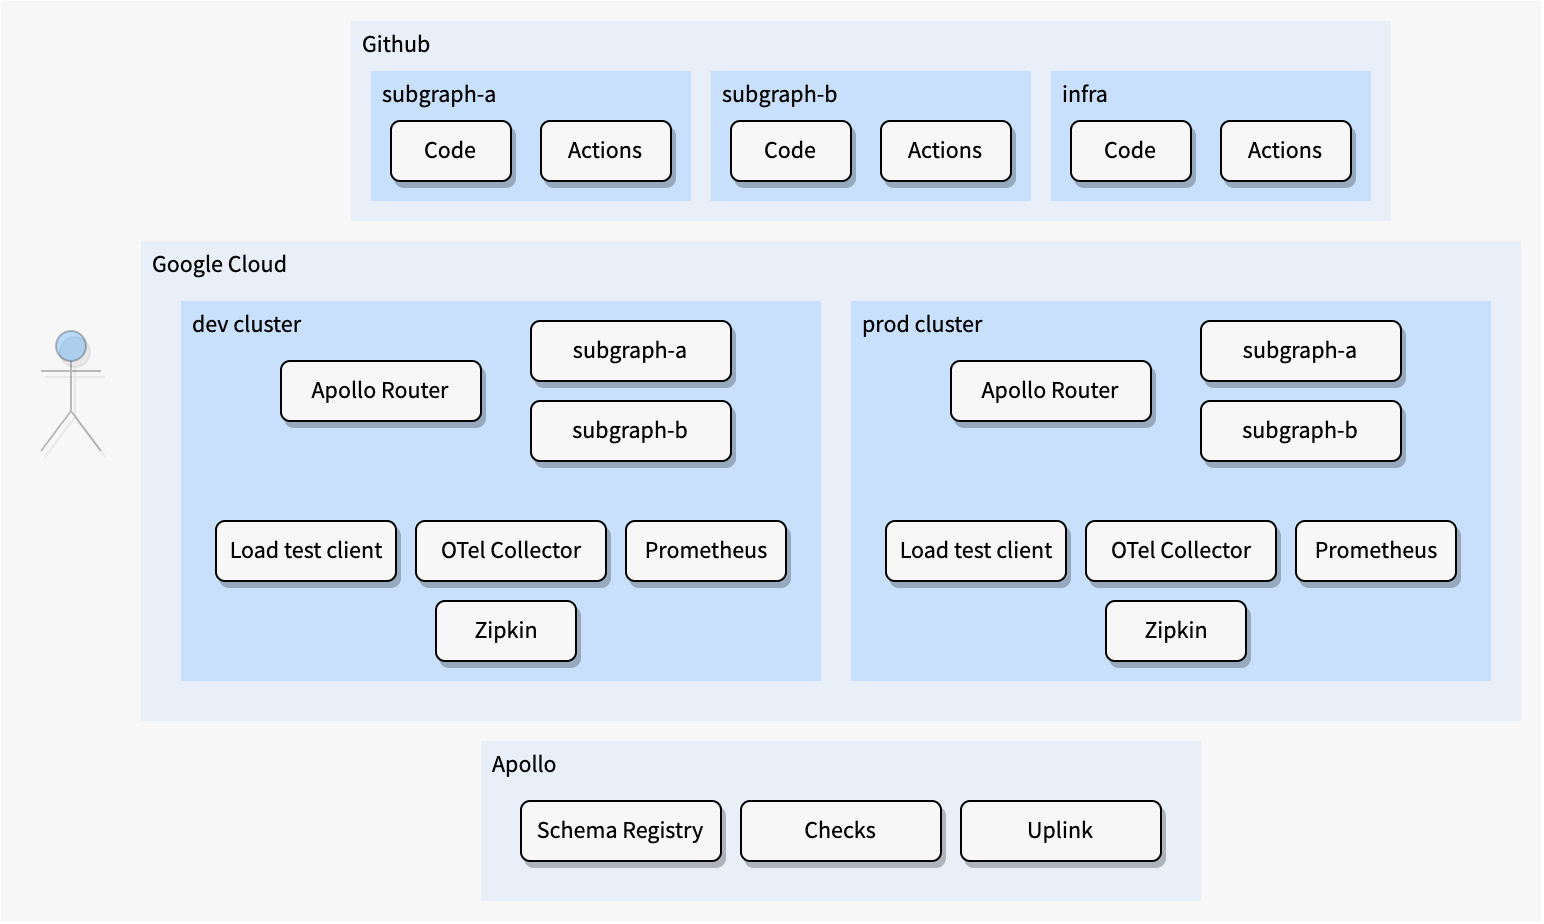 Github
subgraph-a
subgraph-b
infra
Code
Actions
Code
Actions
Code
Actions
Google Cloud
dev cluster
Apollo Router
subgraph-a
subgraph-b
Load test client
OTel Collector
Prometheus
Zipkin
prod cluster
Apollo Router
subgraph-a
subgraph-b
Load test client
OTel Collector
Prometheus
Zipkin
Apollo
Schema Registry
Checks
Uplink